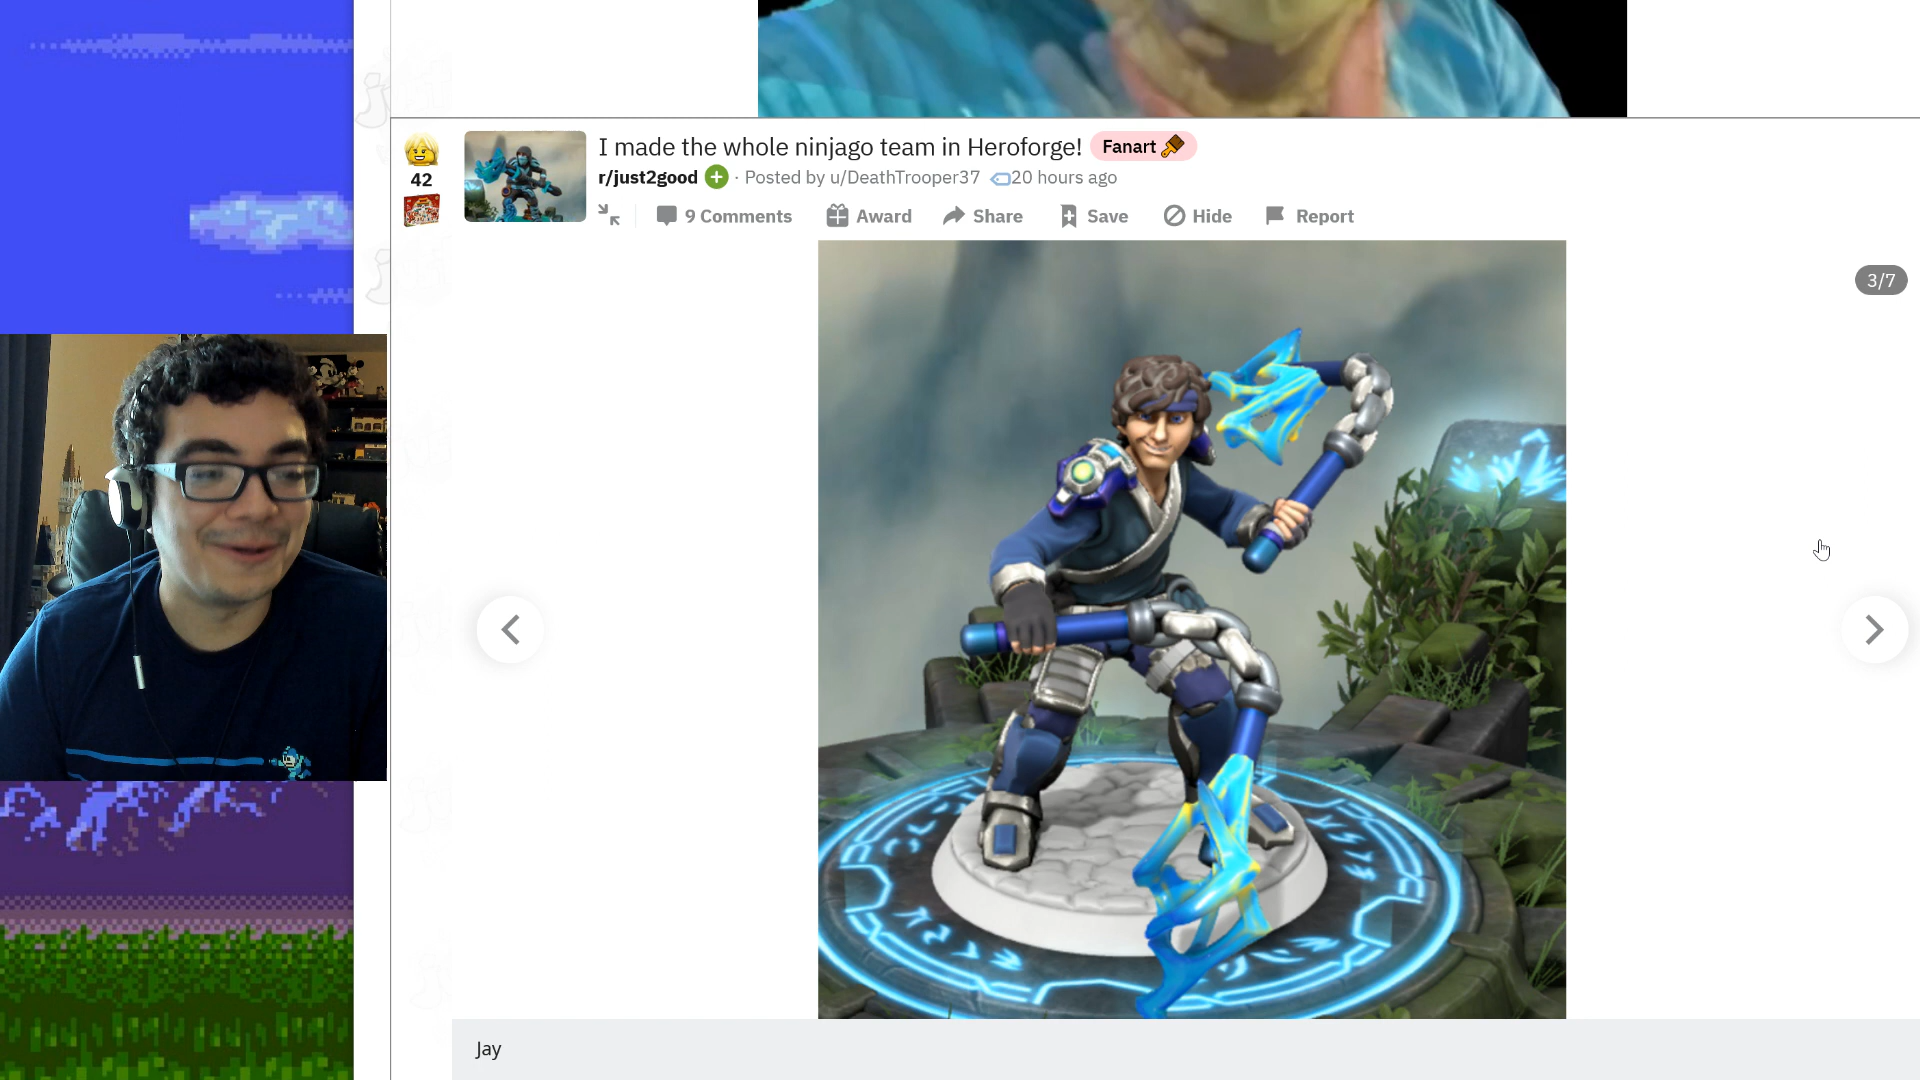 I made the whole ninjago team in Heroforge! Fanart
42
r/just2good · Posted by u/DeathTrooper37 20 hours ago
9 Comments Award Share Save Hide Report
3/7
Jay